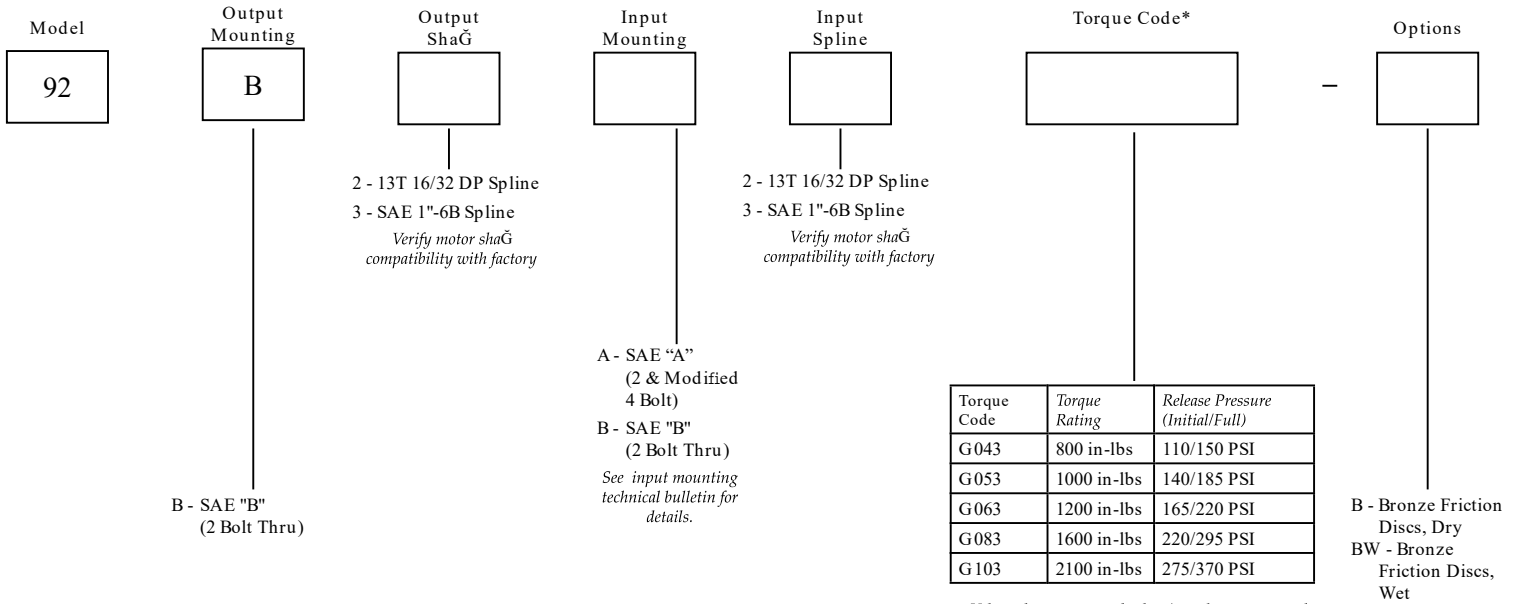 Model
Output
Mounting
Output
ShaĞ
Input
Mounting
Input
Spline
Torque Code*
Options
92
B
–
2 - 13T 16/32 DP Spline
3 - SAE 1"-6B Spline
Verify motor shaĞ
compatibility with factory
2 - 13T 16/32 DP Spline
3 - SAE 1"-6B Spline
Verify motor shaĞ
compatibility with factory
A - SAE “A”
(2 & Modified
4 Bolt)
B - SAE "B"
(2 Bolt Thru)
See input mounting
technical bulletin for
details.
B - SAE "B"
(2 Bolt Thru)
Torque Code Torque Rating Release Pressure (Initial/Full)
G043 800 in-lbs 110/150 PSI
G053 1000 in-lbs 140/185 PSI
G063 1200 in-lbs 165/220 PSI
G083 1600 in-lbs 220/295 PSI
G103 2100 in-lbs 275/370 PSI
B - Bronze Friction
Discs, Dry
BW - Bronze
Friction Discs,
Wet